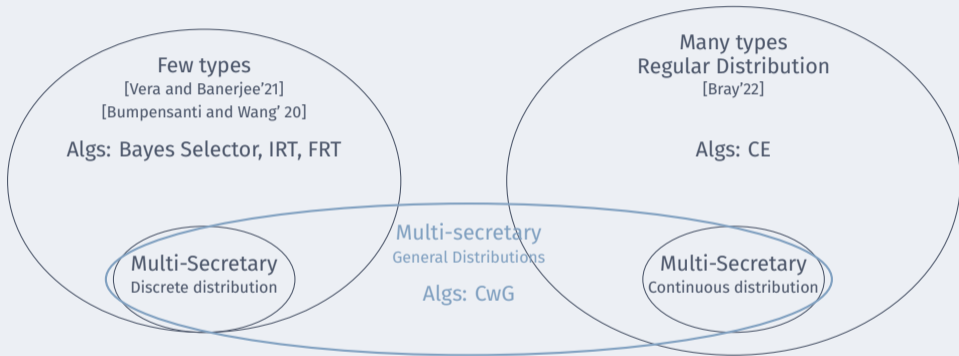 Few types
[Vera and Banerjee'21]
[Bumpensanti and Wang' 20]
Algs: Bayes Selector, IRT, FRT
Many types
Regular Distribution
[Bray'22]
Algs: CE
Multi-secretary
General Distributions
Algs: CwG
Multi-Secretary
Discrete distribution
Multi-Secretary
Continuous distribution